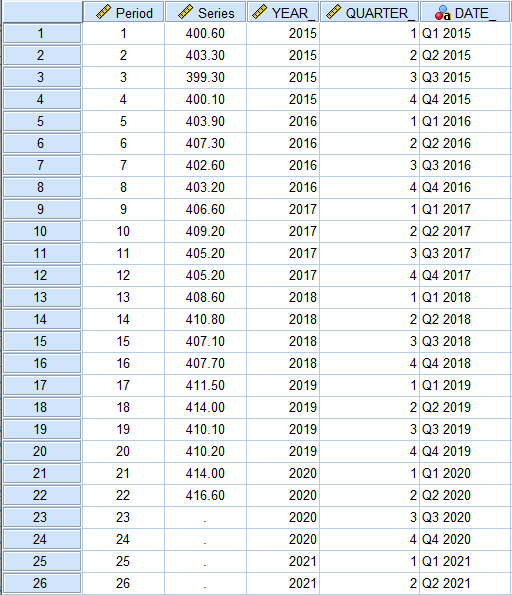 Period Series YEAR_ QUARTER_ DATE_
1 1 400.60 2015 1 Q1 2015
2 2 403.30 2015 2 Q2 2015
3 3 399.30 2015 3 Q3 2015
4 4 400.10 2015 4 Q4 2015
5 5 403.90 2016 1 Q1 2016
6 6 407.30 2016 2 Q2 2016
7 7 402.60 2016 3 Q3 2016
8 8 403.20 2016 4 Q4 2016
9 9 406.60 2017 1 Q1 2017
10 10 409.20 2017 2 Q2 2017
11 11 405.20 2017 3 Q3 2017
12 12 405.20 2017 4 Q4 2017
13 13 408.60 2018 1 Q1 2018
14 14 410.80 2018 2 Q2 2018
15 15 407.10 2018 3 Q3 2018
16 16 407.70 2018 4 Q4 2018
17 17 411.50 2019 1 Q1 2019
18 18 414.00 2019 2 Q2 2019
19 19 410.10 2019 3 Q3 2019
20 20 410.20 2019 4 Q4 2019
21 21 414.00 2020 1 Q1 2020
22 22 416.60 2020 2 Q2 2020
23 23 . 2020 3 Q3 2020
24 24 . 2020 4 Q4 2020
25 25 . 2021 1 Q1 2021
26 26 . 2021 2 Q2 2021